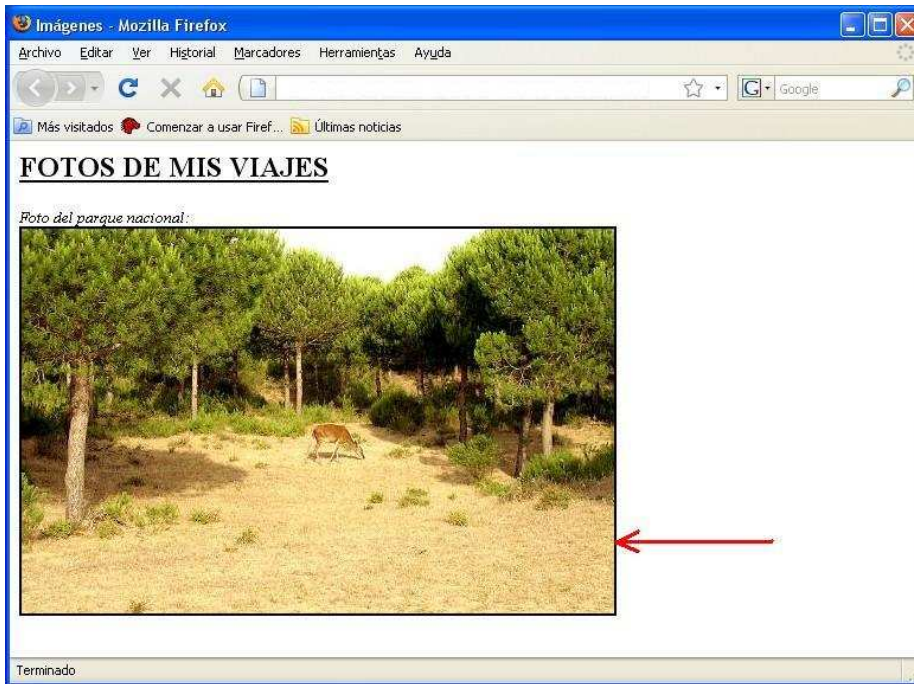 Imágenes - Mozilla Firefox
Archivo Editar Ver Historial Marcadores Herramientas Ayuda
G Google
Más visitados Comenzar a usar Firef... Últimas noticias
FOTOS DE MIS VIAJES
Foto del parque nacional:
Terminado